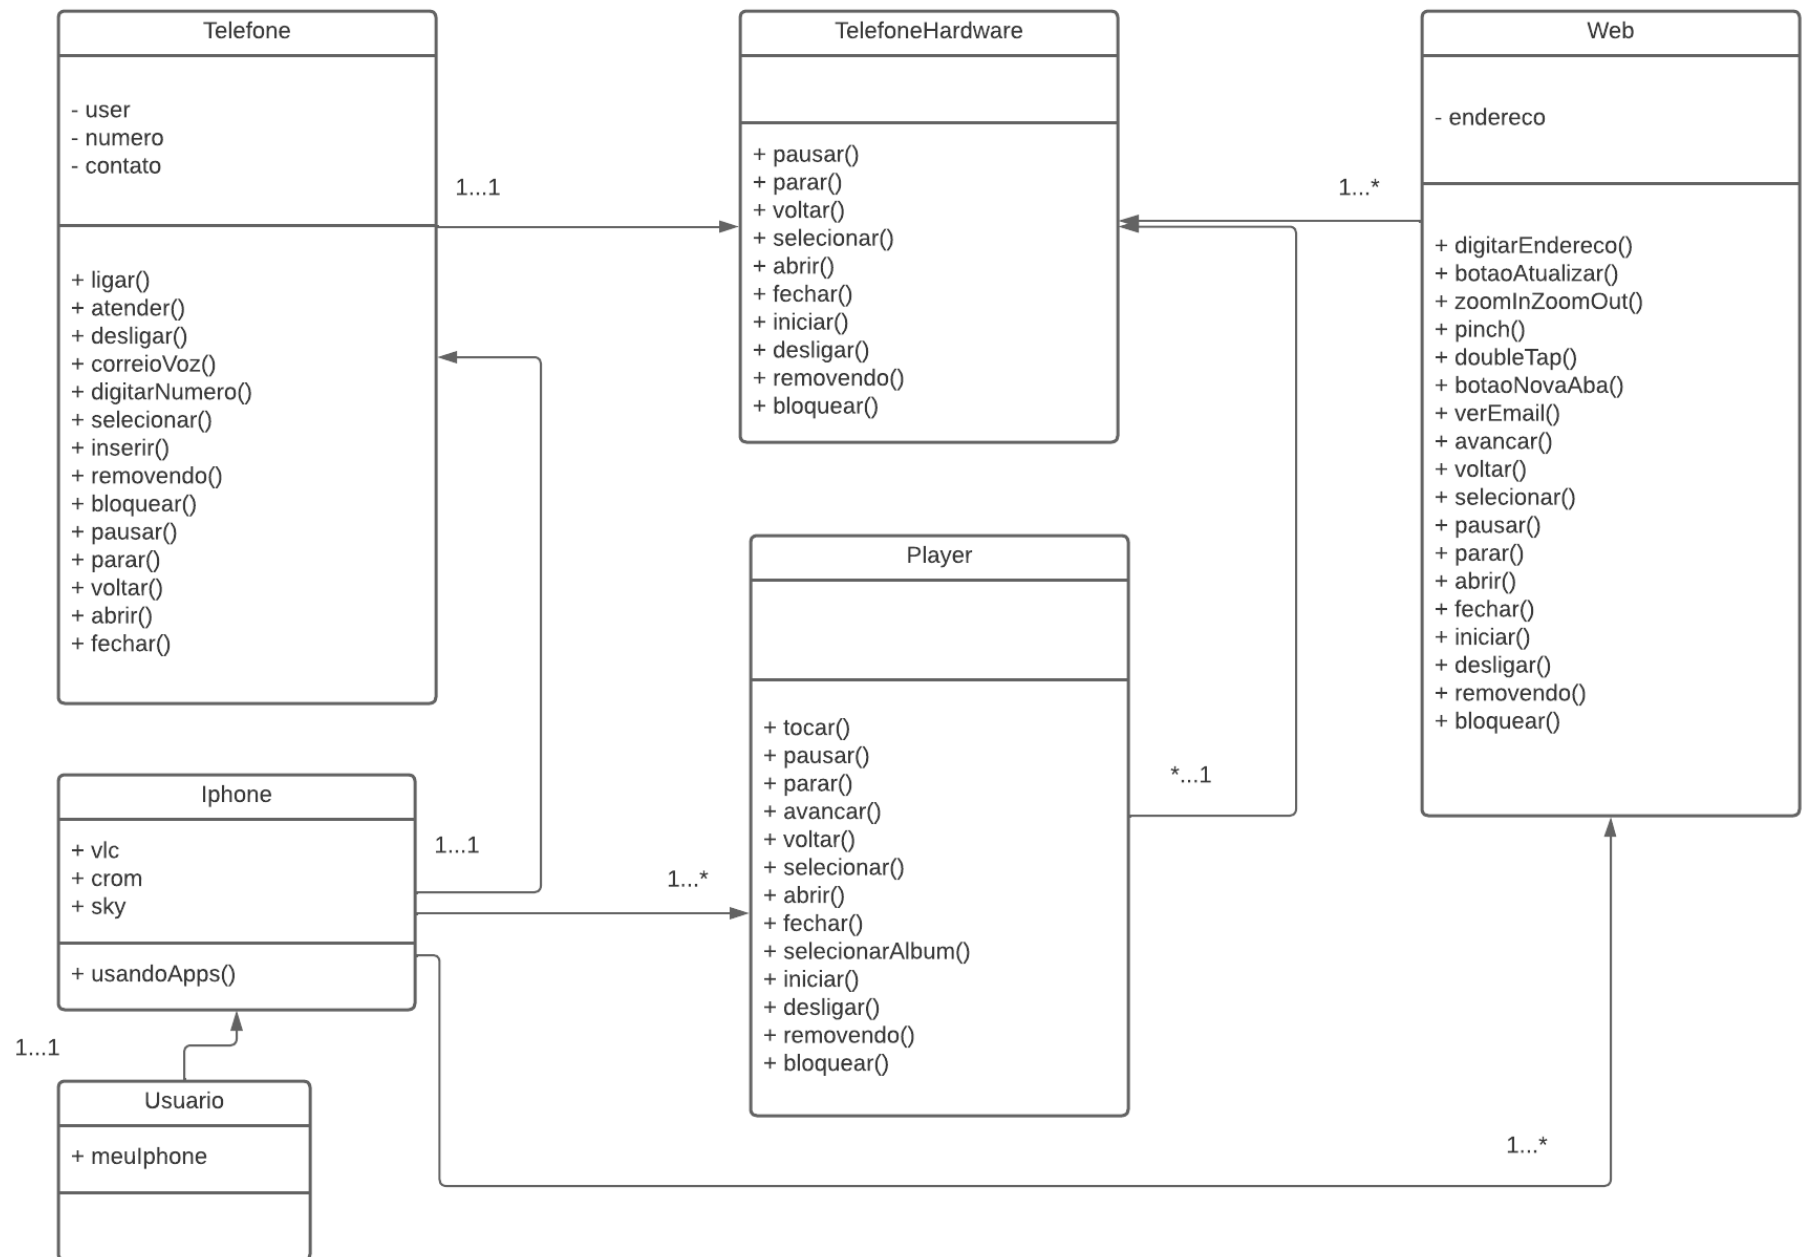 Telefone
- user
- numero
- contato
+ ligar()
+ atender()
+ desligar()
+ correioVoz()
+ digitarNumero()
+ selecionar()
+ inserir()
+ removendo()
+ bloquear()
+ pausar()
+ parar()
+ voltar()
+ abrir()
+ fechar()
1...1
TelefoneHardware
+ pausar()
+ parar()
+ voltar()
+ selecionar()
+ abrir()
+ fechar()
+ iniciar()
+ desligar()
+ removendo()
+ bloquear()
1...*
Web
- endereco
+ digitarEndereco()
+ botaoAtualizar()
+ zoomInZoomOut()
+ pinch()
+ doubleTap()
+ botaoNovaAba()
+ verEmail()
+ avancar()
+ voltar()
+ selecionar()
+ pausar()
+ parar()
+ abrir()
+ fechar()
+ iniciar()
+ desligar()
+ removendo()
+ bloquear()
Player
+ tocar()
+ pausar()
+ parar()
+ avancar()
+ voltar()
+ selecionar()
+ abrir()
+ fechar()
+ selecionarAlbum()
+ iniciar()
+ desligar()
+ removendo()
+ bloquear()
*...1
Iphone
+ vlc
+ crom
+ sky
+ usandoApps()
1...1
1...*
1...1
Usuario
+ meuIphone
1...*